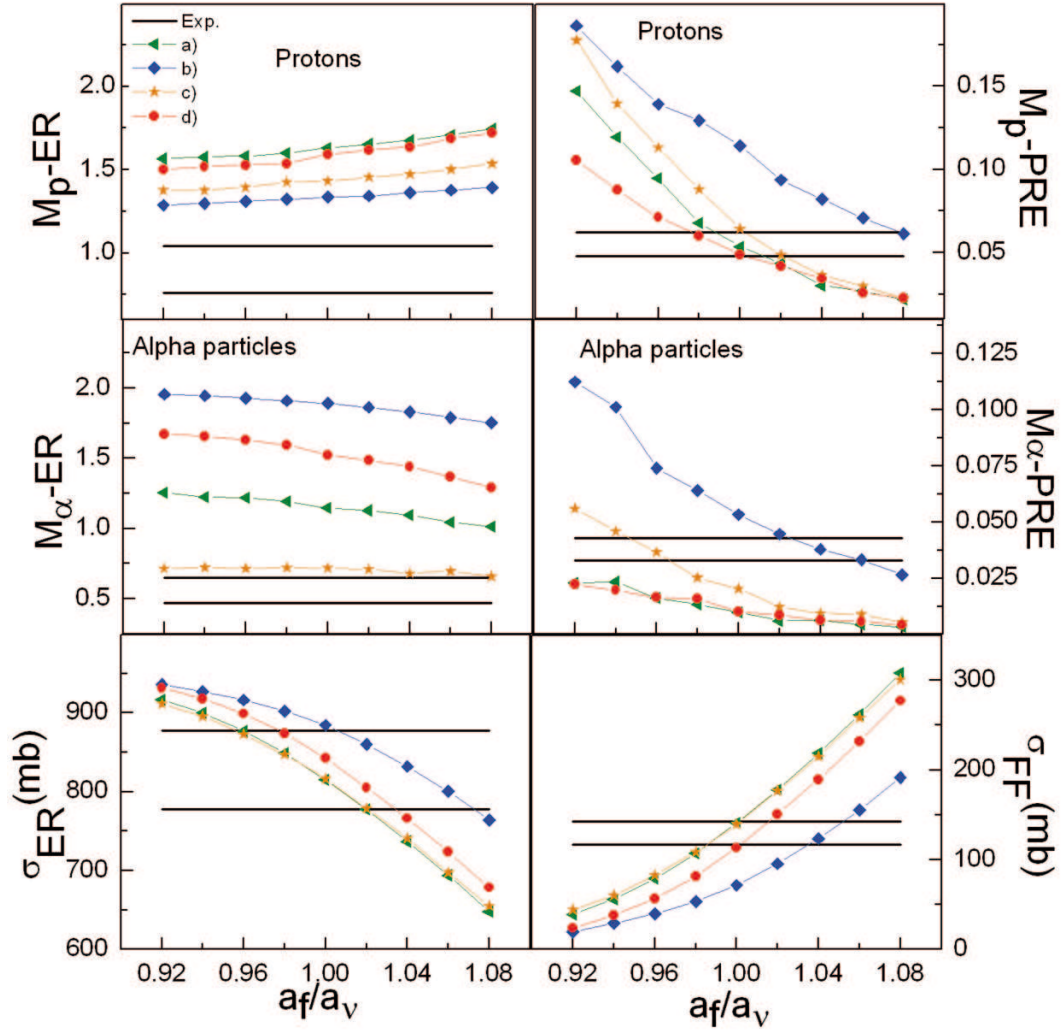 Exp.
a)
b)
c)
d)
Protons
2.0
1.5
1.0
Mp-ER
Protons
0.15
0.10
0.05
Mp-PRE
Alpha particles
2.0
1.5
1.0
0.5
Mα-ER
Alpha particles
0.125
0.100
0.075
0.050
0.025
Mα-PRE
900
800
700
600
σER(mb)
300
200
100
0
σFF(mb)
0.92 0.96 1.00 1.04 1.08
0.92 0.96 1.00 1.04 1.08
af/aν
af/aν